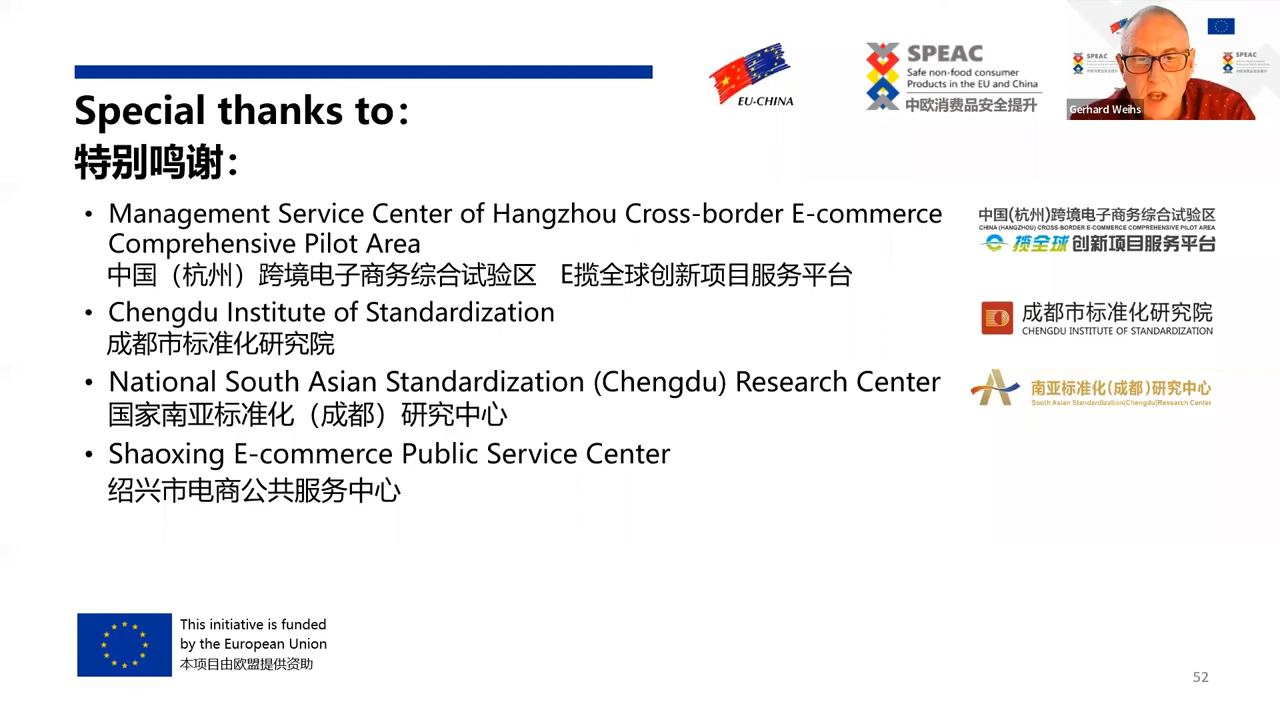 EU-CHINA
SPEAC
Safe non-food consumer
Products in the EU and China
中欧消费品安全提升
SPEAC
SPEAC
Gerhard Weihs
Special thanks to:
特别鸣谢:
• Management Service Center of Hangzhou Cross-border E-commerce
Comprehensive Pilot Area
中国（杭州）跨境电子商务综合试验区 E揽全球创新项目服务平台
中国(杭州)跨境电子商务综合试验区
CHINA (HANGZHOU) CROSS-BORDER E-COMMERCE COMPREHENSIVE PILOT AREA
揽全球 创新项目服务平台
• Chengdu Institute of Standardization
成都市标准化研究院
成都市标准化研究院
CHENGDU INSTITUTE OF STANDARDIZATION
• National South Asian Standardization (Chengdu) Research Center
国家南亚标准化（成都）研究中心
南亚标准化(成都)研究中心
South Asian Standardization(Chengdu)Research Center
• Shaoxing E-commerce Public Service Center
绍兴市电商公共服务中心
This initiative is funded
by the European Union
本项目由欧盟提供资助
52